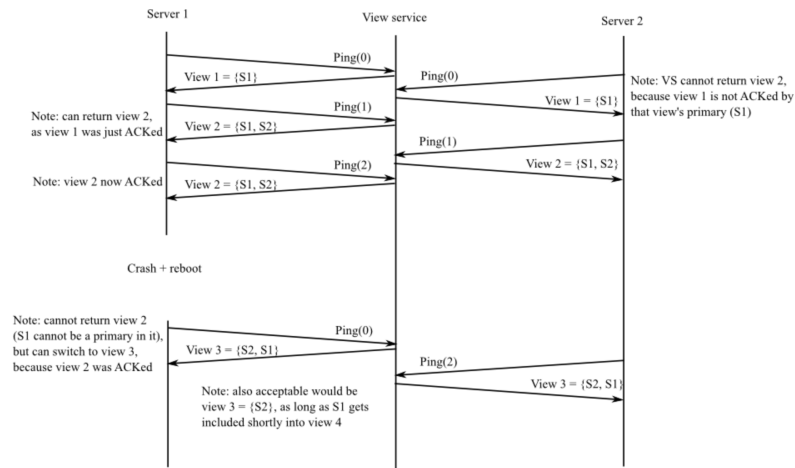 Server 1
View service
Server 2
Ping(0)
View 1 = {S1}
Ping(0)
Note: VS cannot return view 2,
because view 1 is not ACKed by
that view's primary (S1)
View 1 = {S1}
Note: can return view 2,
as view 1 was just ACKed
Ping(1)
View 2 = {S1, S2}
Ping(1)
View 2 = {S1, S2}
Ping(2)
Note: view 2 now ACKed
View 2 = {S1, S2}
Crash + reboot
Note: cannot return view 2
(S1 cannot be a primary in it),
but can switch to view 3,
because view 2 was ACKed
Ping(0)
View 3 = {S2, S1}
Ping(2)
View 3 = {S2, S1}
Note: also acceptable would be
view 3 = {S2}, as long as S1 gets
included shortly into view 4